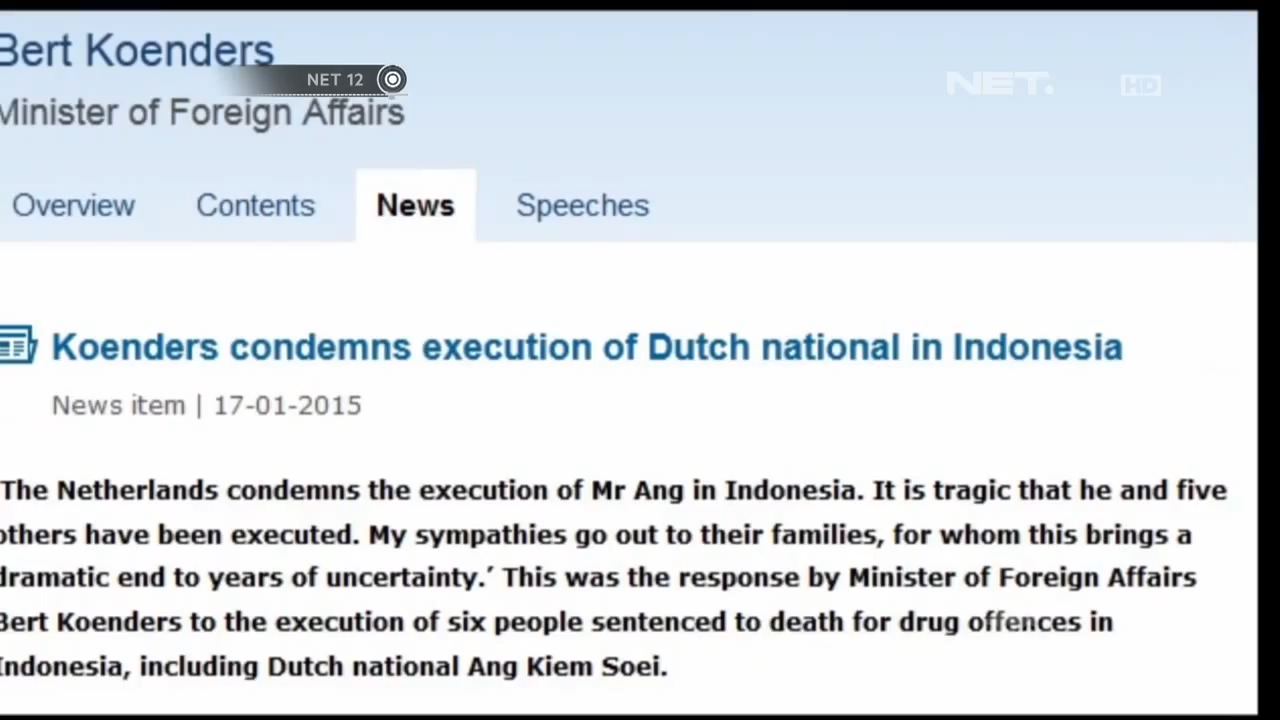 Bert Koenders
NET 12
NET.
HD
Minister of Foreign Affairs
Overview Contents News Speeches
Koenders condemns execution of Dutch national in Indonesia
News item | 17-01-2015
'The Netherlands condemns the execution of Mr Ang in Indonesia. It is tragic that he and five
others have been executed. My sympathies go out to their families, for whom this brings a
dramatic end to years of uncertainty.´ This was the response by Minister of Foreign Affairs
Bert Koenders to the execution of six people sentenced to death for drug offences in
Indonesia, including Dutch national Ang Kiem Soei.